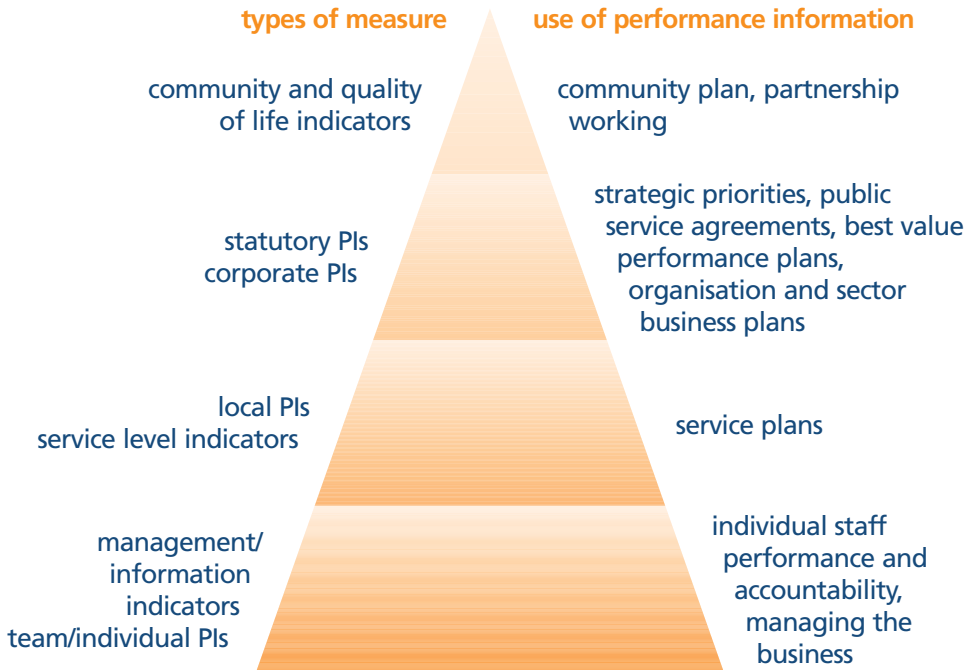 types of measure
use of performance information
community and quality
of life indicators
community plan, partnership
working
statutory PIs
corporate PIs
strategic priorities, public
service agreements, best value
performance plans,
organisation and sector
business plans
local PIs
service level indicators
service plans
management/
information
indicators
team/individual PIs
individual staff
performance and
accountability,
managing the
business